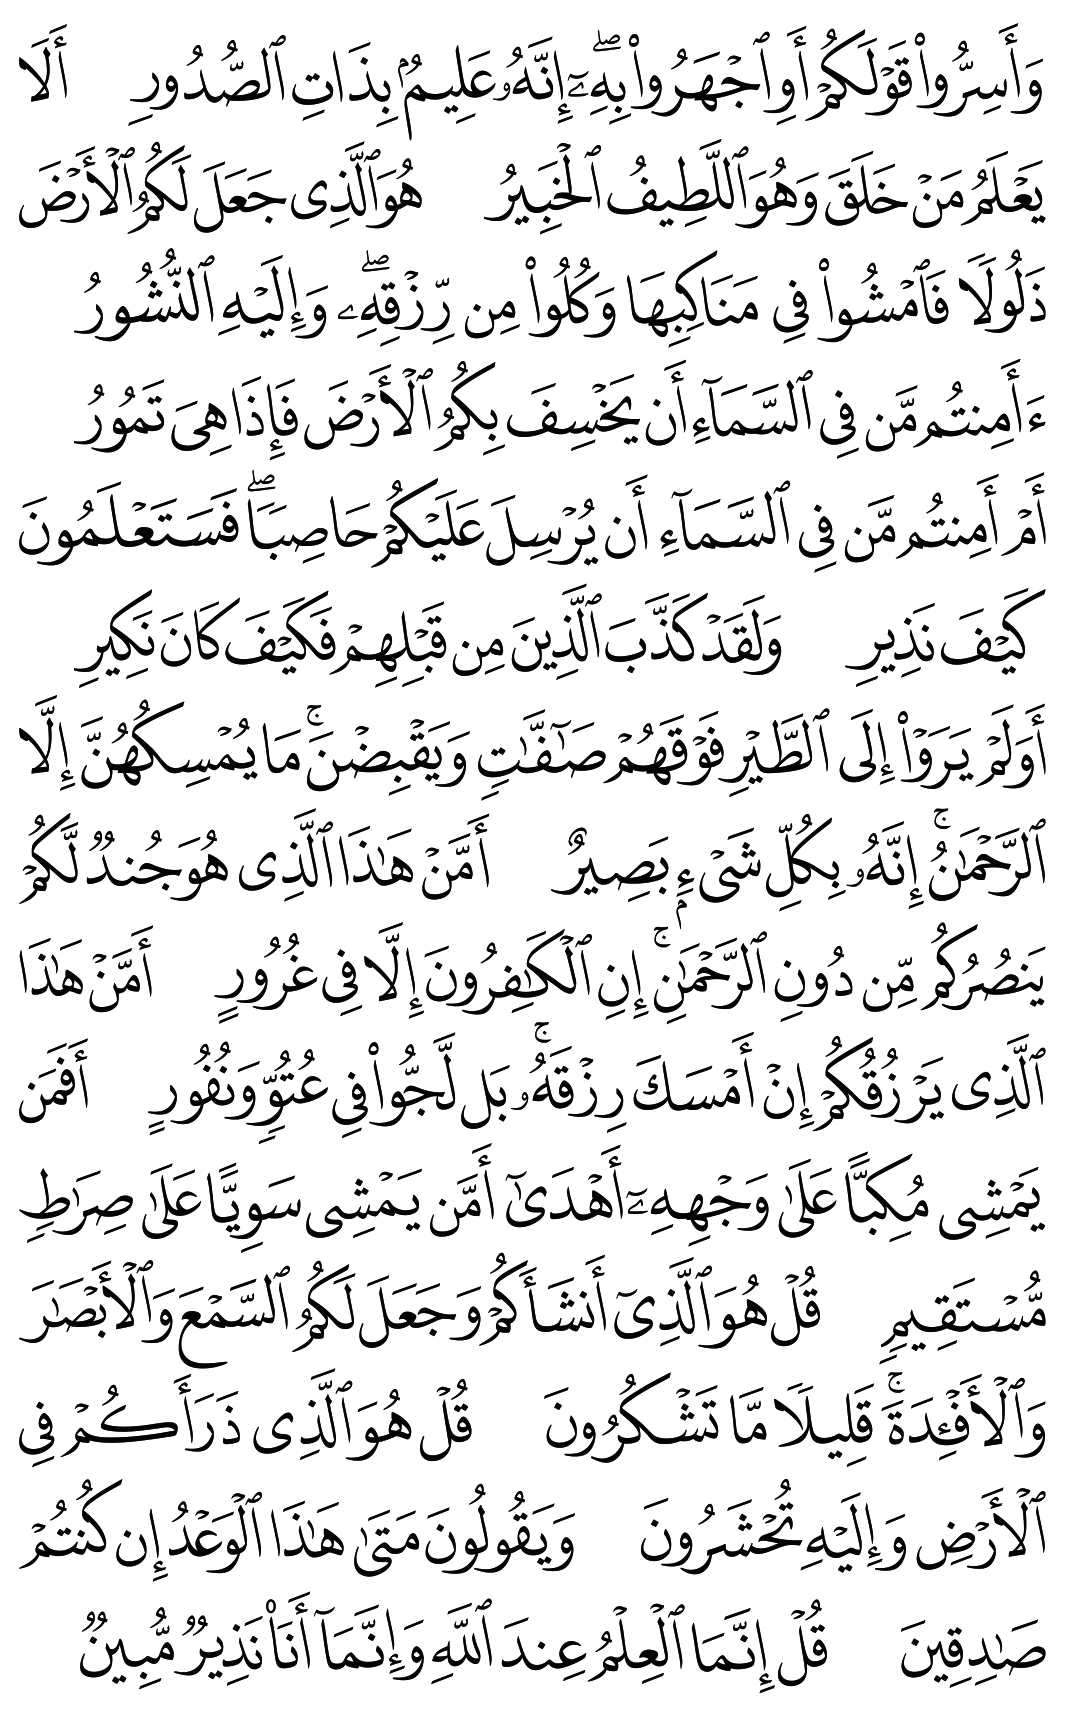 وَأَسِرُّوا۟ قَوْلَكُمْ أَوِ ٱجْهَرُوا۟ بِهِۦٓ ۖ إِنَّهُۥ عَلِيمٌۢ بِذَاتِ ٱلصُّدُورِ أَلَا
يَعْلَمُ مَنْ خَلَقَ وَهُوَ ٱللَّطِيفُ ٱلْخَبِيرُ هُوَ ٱلَّذِى جَعَلَ لَكُمُ ٱلْأَرْضَ
ذَلُولًا فَٱمْشُوا۟ فِى مَنَاكِبِهَا وَكُلُوا۟ مِن رِّزْقِهِۦ ۖ وَإِلَيْهِ ٱلنُّشُورُ
ءَأَمِنتُم مَّن فِى ٱلسَّمَآءِ أَن يَخْسِفَ بِكُمُ ٱلْأَرْضَ فَإِذَا هِىَ تَمُورُ
أَمْ أَمِنتُم مَّن فِى ٱلسَّمَآءِ أَن يُرْسِلَ عَلَيْكُمْ حَاصِبًا ۖ فَسَتَعْلَمُونَ
كَيْفَ نَذِيرِ وَلَقَدْ كَذَّبَ ٱلَّذِينَ مِن قَبْلِهِمْ فَكَيْفَ كَانَ نَكِيرِ
أَوَلَمْ يَرَوْا۟ إِلَى ٱلطَّيْرِ فَوْقَهُمْ صَٰٓفَّٰتٍ وَيَقْبِضْنَ ۚ مَا يُمْسِكُهُنَّ إِلَّا
ٱلرَّحْمَٰنُ ۚ إِنَّهُۥ بِكُلِّ شَىْءٍۭ بَصِيرٌ أَمَّنْ هَٰذَا ٱلَّذِى هُوَ جُندٌ لَّكُمْ
يَنصُرُكُم مِّن دُونِ ٱلرَّحْمَٰنِ ۚ إِنِ ٱلْكَٰفِرُونَ إِلَّا فِى غُرُورٍ أَمَّنْ هَٰذَا
ٱلَّذِى يَرْزُقُكُمْ إِنْ أَمْسَكَ رِزْقَهُۥ ۚ بَل لَّجُّوا۟ فِى عُتُوٍّ وَنُفُورٍ أَفَمَن
يَمْشِى مُكِبًّا عَلَىٰ وَجْهِهِۦٓ أَهْدَىٰٓ أَمَّن يَمْشِى سَوِيًّا عَلَىٰ صِرَٰطٍ
مُّسْتَقِيمٍ قُلْ هُوَ ٱلَّذِىٓ أَنشَأَكُمْ وَجَعَلَ لَكُمُ ٱلسَّمْعَ وَٱلْأَبْصَٰرَ
وَٱلْأَفْـِٔدَةَ ۚ قَلِيلًا مَّا تَشْكُرُونَ قُلْ هُوَ ٱلَّذِى ذَرَأَكُمْ فِى
ٱلْأَرْضِ وَإِلَيْهِ تُحْشَرُونَ وَيَقُولُونَ مَتَىٰ هَٰذَا ٱلْوَعْدُ إِن كُنتُمْ
صَٰدِقِينَ قُلْ إِنَّمَا ٱلْعِلْمُ عِندَ ٱللَّهِ وَإِنَّمَآ أَنَا۠ نَذِيرٌ مُّبِينٌ